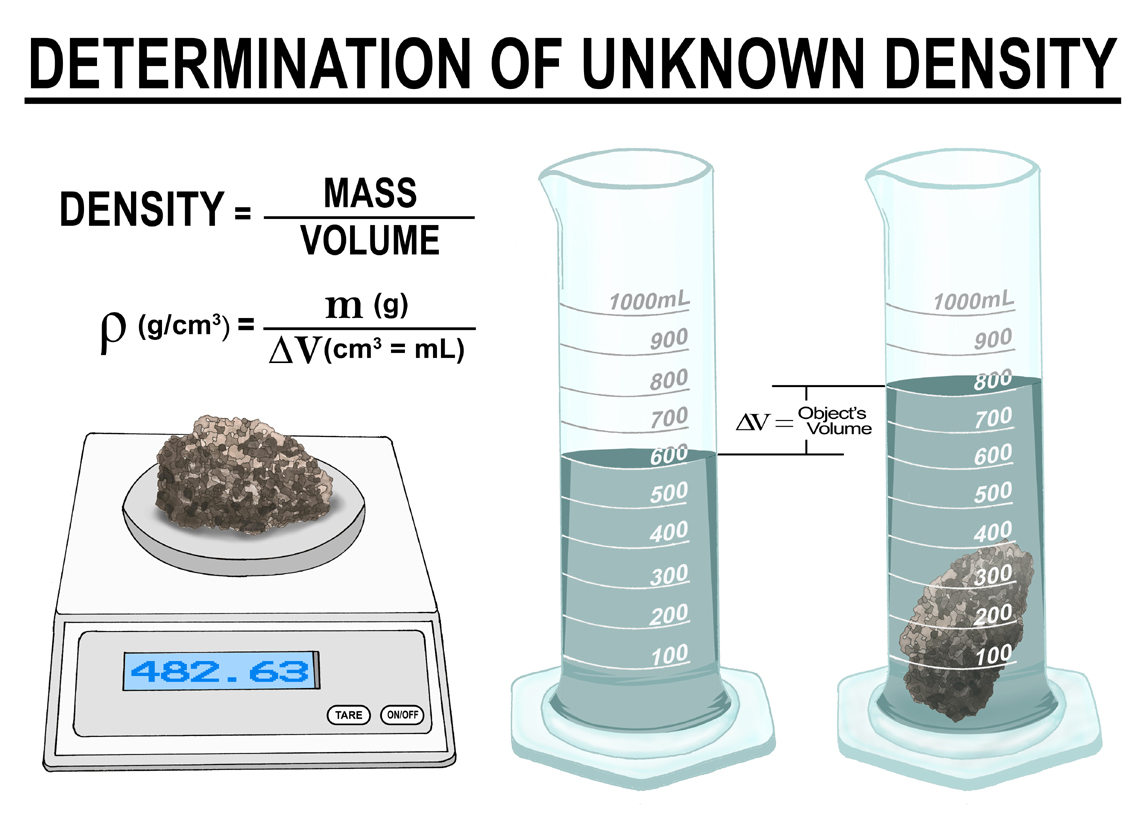 DETERMINATION OF UNKNOWN DENSITY
DENSITY = MASS
VOLUME
ρ (g/cm³) = m (g)
ΔV(cm³ = mL)
482.63
TARE
ON/OFF
1000mL
900
800
700
600
500
400
300
200
100
ΔV = Object's
Volume
1000mL
900
800
700
600
500
400
300
200
100